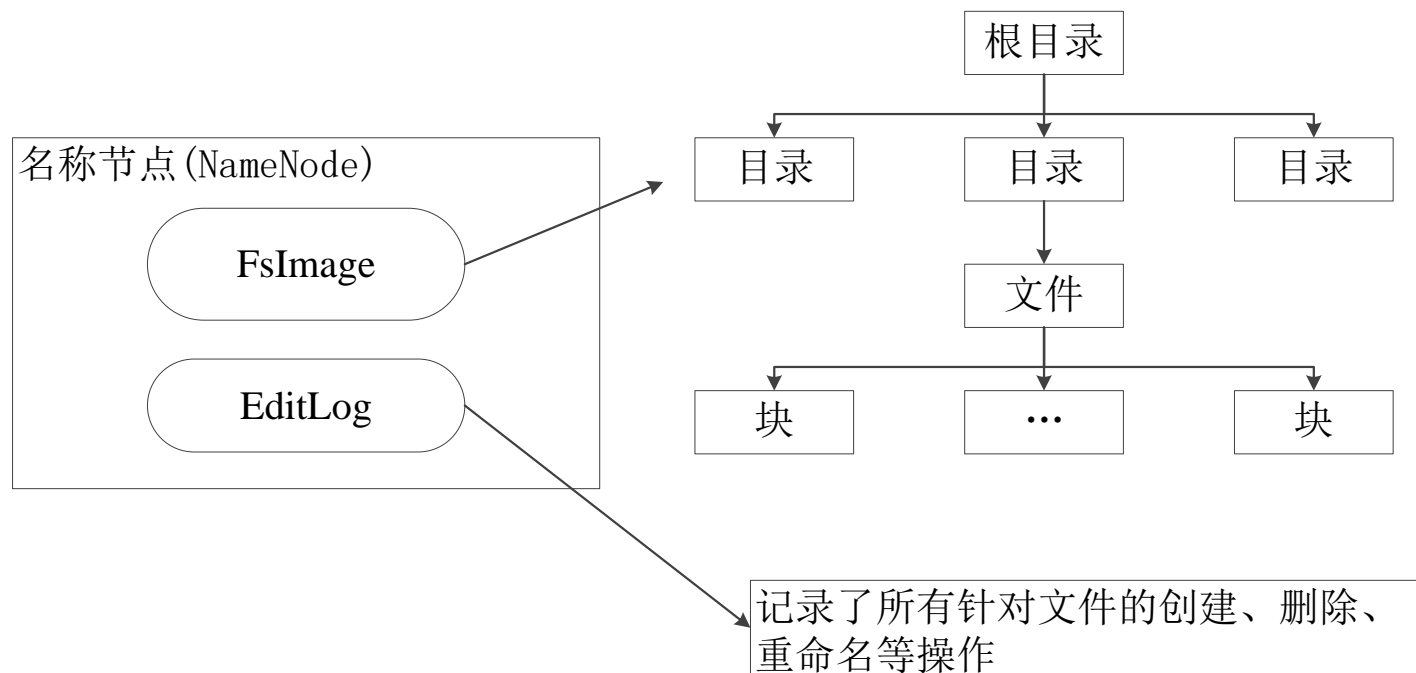 根目录
名称节点(NameNode)
目录
目录
目录
FsImage
文件
EditLog
块
…
块
记录了所有针对文件的创建、删除、
重命名等操作